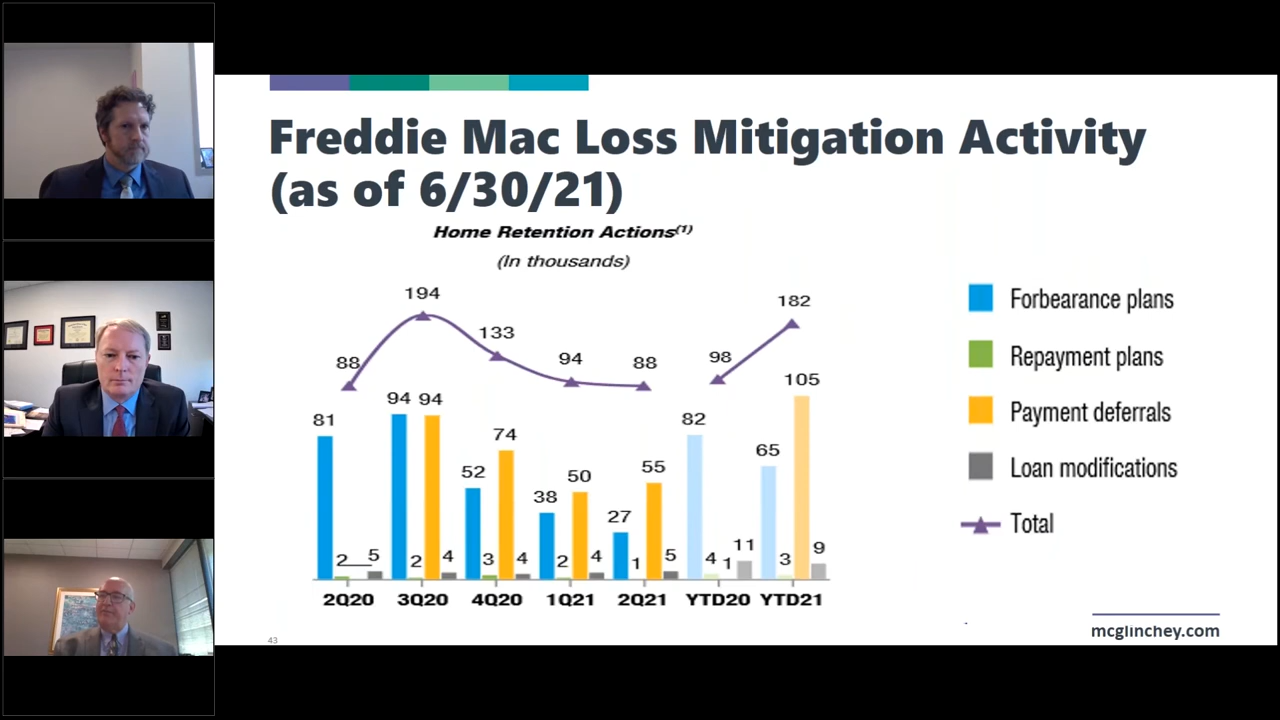 Freddie Mac Loss Mitigation Activity
(as of 6/30/21)
Home Retention Actions(1)
(In thousands)
88
194
133
94
88
98
182
81
2
5
94
94
2
4
52
74
3
4
38
50
2
4
27
55
1
5
82
4
1
11
65
105
3
9
2Q20
3Q20
4Q20
1Q21
2Q21
YTD20
YTD21
Forbearance plans
Repayment plans
Payment deferrals
Loan modifications
Total
43
mcglinchey.com